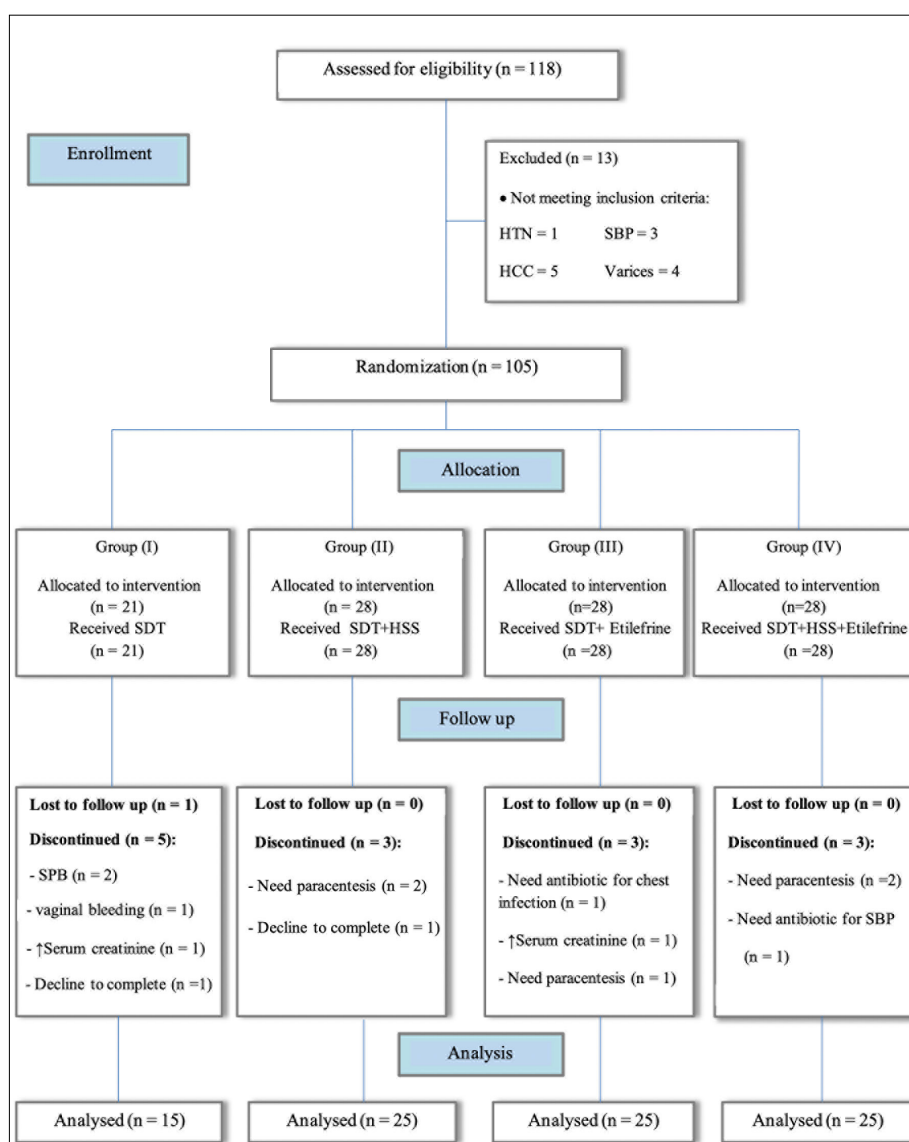 Assessed for eligibility (n = 118)
Enrollment
Excluded (n = 13)
• Not meeting inclusion criteria:
HTN = 1 SBP = 3
HCC = 5 Varices = 4
Randomization (n = 105)
Allocation
Group (I)
Allocated to intervention
(n = 21)
Received SDT
(n = 21)
Group (II)
Allocated to intervention
(n = 28)
Received SDT+HSS
(n = 28)
Group (III)
Allocated to intervention
(n=28)
Received SDT+ Etilefrine
(n =28)
Group (IV)
Allocated to intervention
(n=28)
Received SDT+HSS+Etilefrine
(n =28)
Follow up
Lost to follow up (n = 1)
Discontinued (n = 5):
- SPB (n = 2)
- vaginal bleeding (n = 1)
- ↑Serum creatinine (n = 1)
- Decline to complete (n =1)
Lost to follow up (n = 0)
Discontinued (n = 3):
- Need paracentesis (n = 2)
- Decline to complete (n = 1)
Lost to follow up (n = 0)
Discontinued (n = 3):
- Need antibiotic for chest
infection (n = 1)
- ↑Serum creatinine (n = 1)
- Need paracentesis (n = 1)
Lost to follow up (n = 0)
Discontinued (n = 3):
- Need paracentesis (n =2)
- Need antibiotic for SBP
(n = 1)
Analysis
Analysed (n = 15)
Analysed (n = 25)
Analysed (n = 25)
Analysed (n = 25)